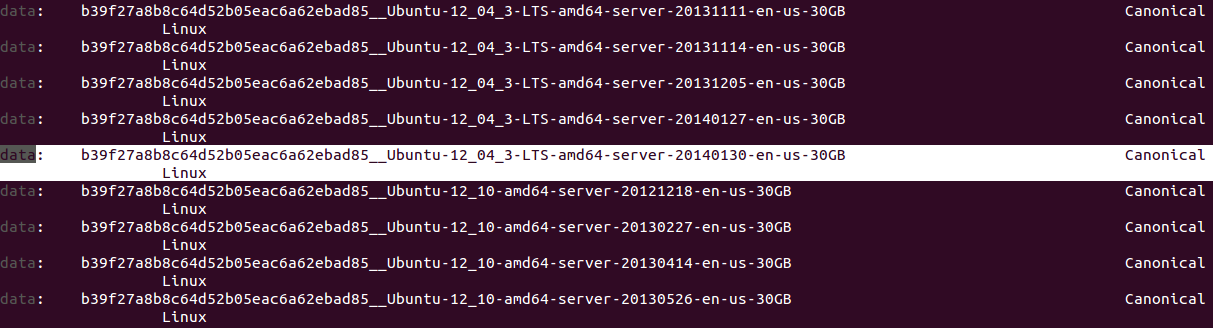 data: b39f27a8b8c64d52b05eac6a62ebad85__Ubuntu-12_04_3-LTS-amd64-server-20131111-en-us-30GB Canonical
Linux
data: b39f27a8b8c64d52b05eac6a62ebad85__Ubuntu-12_04_3-LTS-amd64-server-20131114-en-us-30GB Canonical
Linux
data: b39f27a8b8c64d52b05eac6a62ebad85__Ubuntu-12_04_3-LTS-amd64-server-20131205-en-us-30GB Canonical
Linux
data: b39f27a8b8c64d52b05eac6a62ebad85__Ubuntu-12_04_3-LTS-amd64-server-20140127-en-us-30GB Canonical
Linux
data: b39f27a8b8c64d52b05eac6a62ebad85__Ubuntu-12_04_3-LTS-amd64-server-20140130-en-us-30GB Canonical
Linux
data: b39f27a8b8c64d52b05eac6a62ebad85__Ubuntu-12_10-amd64-server-20121218-en-us-30GB Canonical
Linux
data: b39f27a8b8c64d52b05eac6a62ebad85__Ubuntu-12_10-amd64-server-20130227-en-us-30GB Canonical
Linux
data: b39f27a8b8c64d52b05eac6a62ebad85__Ubuntu-12_10-amd64-server-20130414-en-us-30GB Canonical
Linux
data: b39f27a8b8c64d52b05eac6a62ebad85__Ubuntu-12_10-amd64-server-20130526-en-us-30GB Canonical
Linux